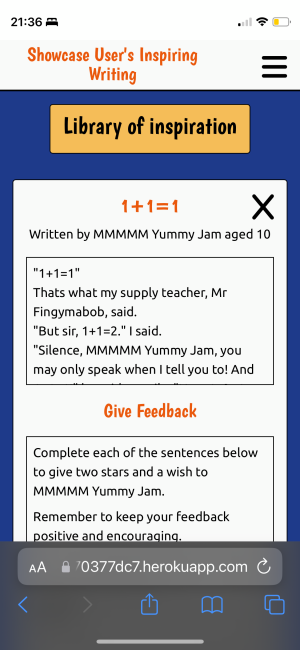 21:36
Showcase User's Inspiring
Writing
Library of inspiration
1+1=1
Written by MMMMM Yummy Jam aged 10
"1+1=1"
Thats what my supply teacher, Mr
Fingymabob, said.
"But sir, 1+1=2." I said.
"Silence, MMMMM Yummy Jam, you
may only speak when I tell you to! And
Give Feedback
Complete each of the sentences below
to give two stars and a wish to
MMMMM Yummy Jam.
Remember to keep your feedback
positive and encouraging.
AA 70377dc7.herokuapp.com